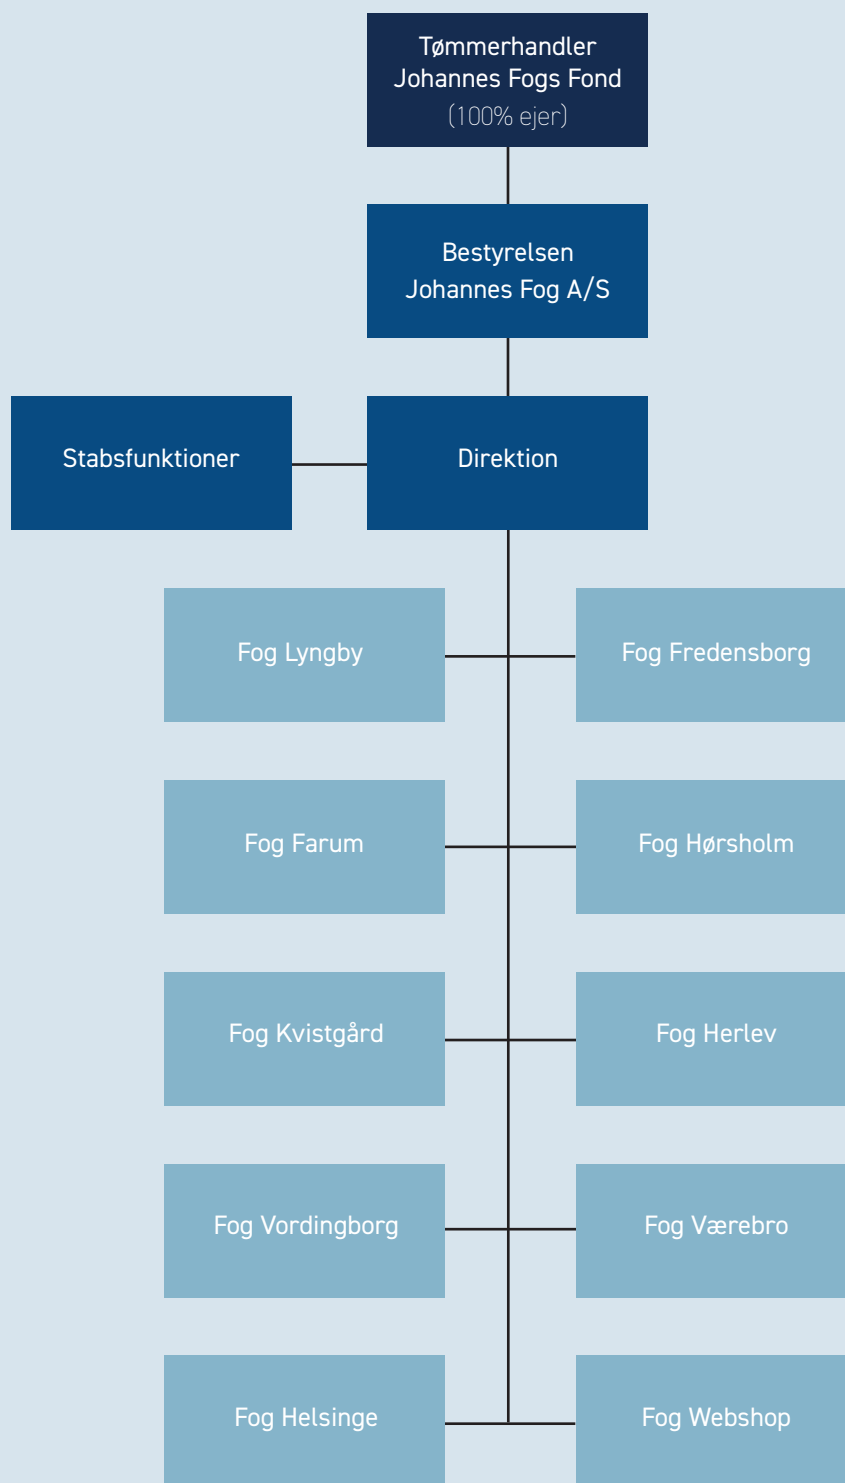 Tømmerhandler
Johannes Fogs Fond
(100% ejer)
Bestyrelsen
Johannes Fog A/S
Stabsfunktioner
Direktion
Fog Lyngby
Fog Fredensborg
Fog Farum
Fog Hørsholm
Fog Kvistgård
Fog Herlev
Fog Vordingborg
Fog Værebro
Fog Helsinge
Fog Webshop